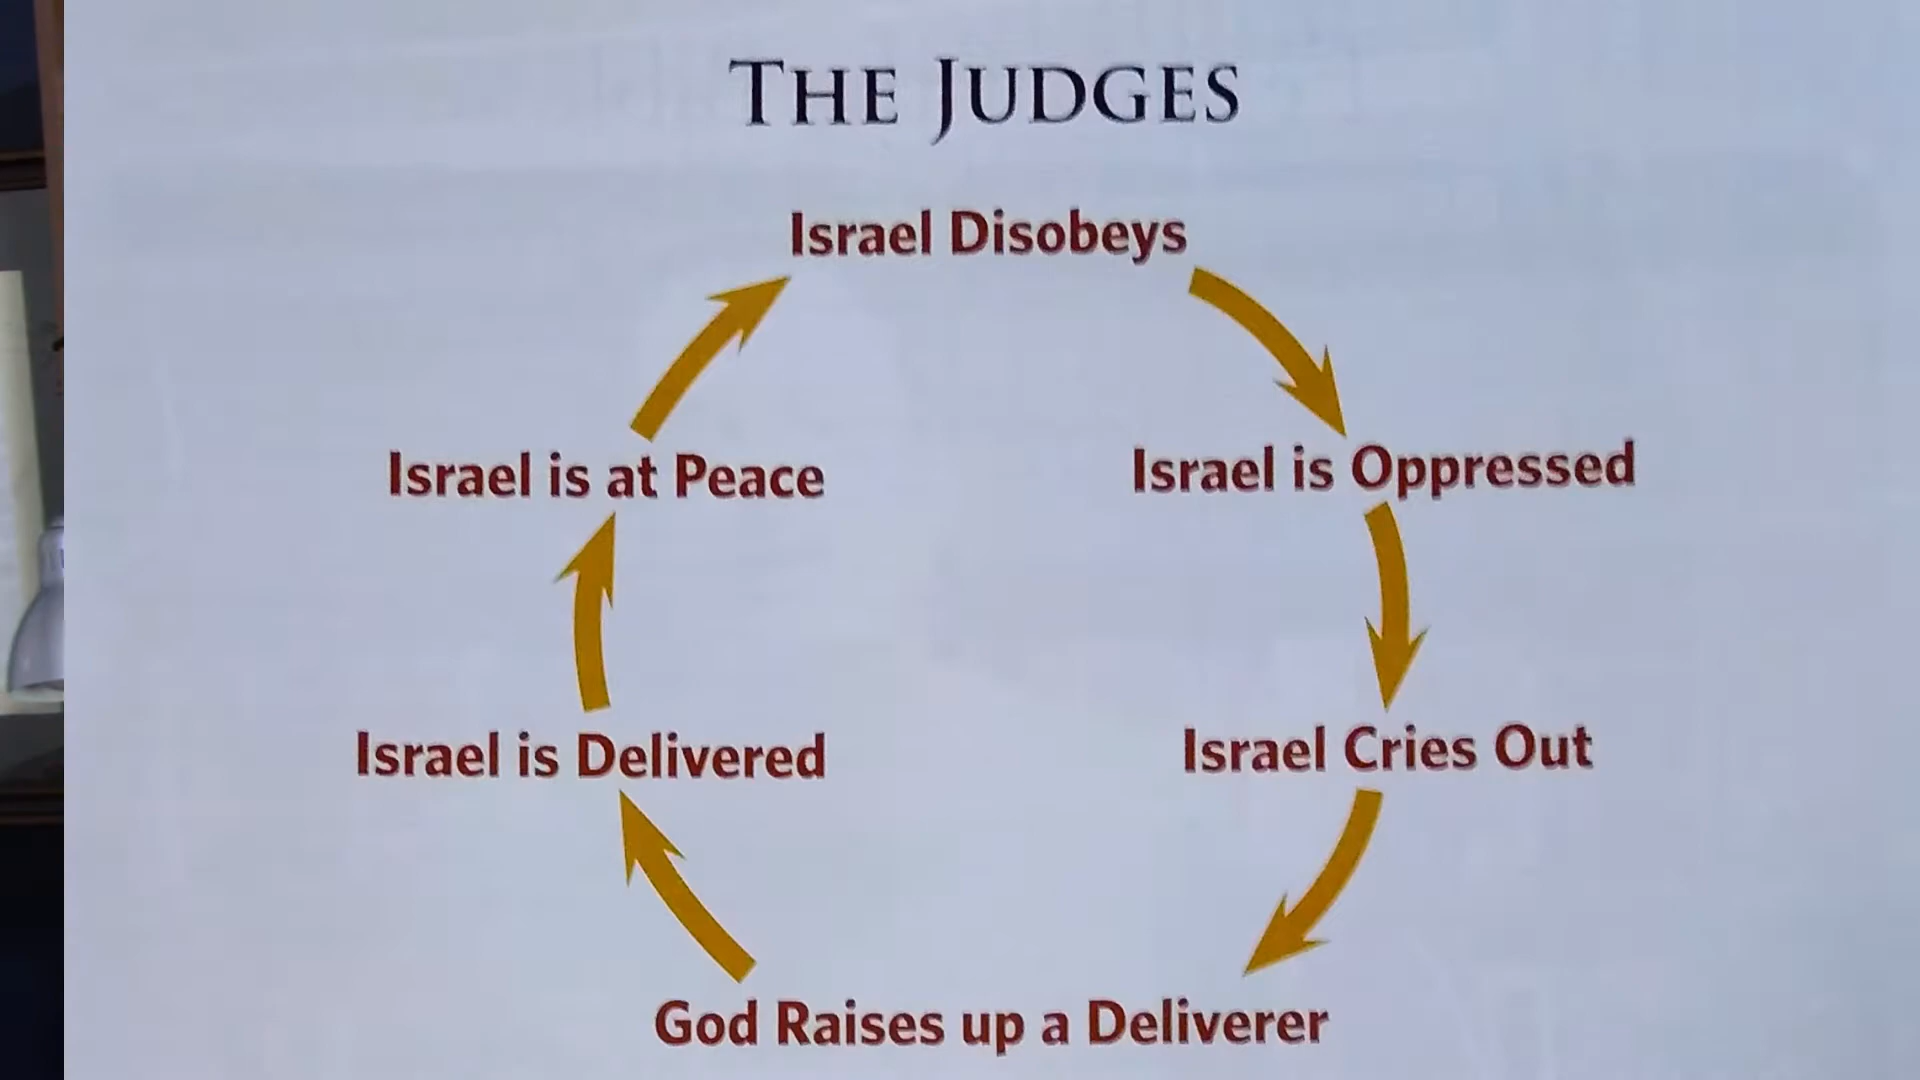 THE JUDGES
Israel Disobeys
Israel is Oppressed
Israel Cries Out
God Raises up a Deliverer
Israel is Delivered
Israel is at Peace